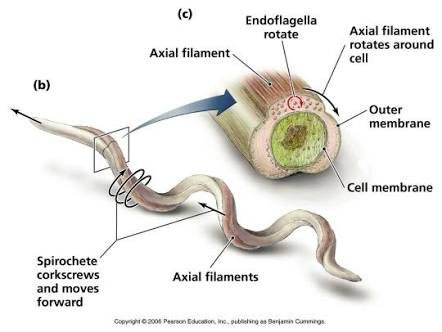 (c)
Endoflagella
rotate
Axial filament
rotates around
cell
Axial filament
(b)
Outer
membrane
Cell membrane
Spirochete
corkscrews
and moves
forward
Axial filaments
Copyright © 2006 Pearson Education, Inc., publishing as Benjamin Cummings.